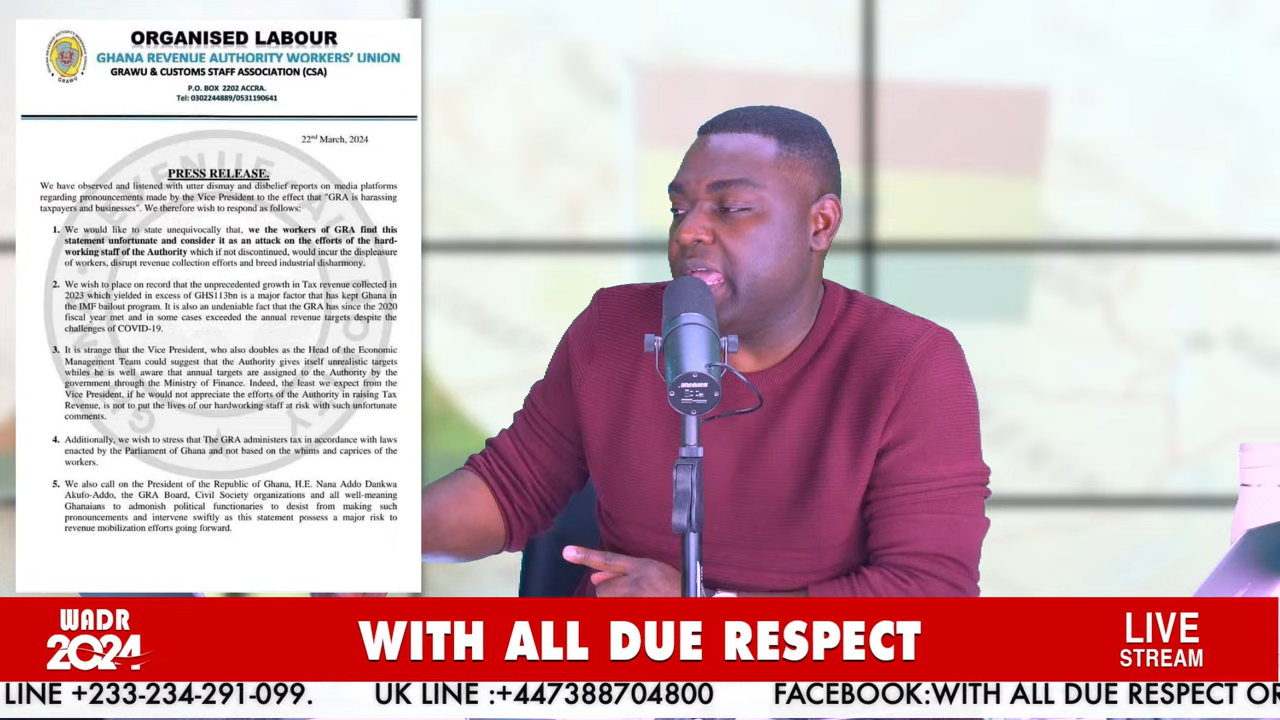 ORGANISED LABOUR
GHANA REVENUE AUTHORITY WORKERS' UNION
GRAWU & CUSTOMS STAFF ASSOCIATION (CSA)
P.O. BOX 2202 ACCRA.
Tel: 0302244889/0531190641
GRAWU
22nd March, 2024
PRESS RELEASE.
We have observed and listened with utter dismay and disbelief reports on media platforms
regarding pronouncements made by the Vice President to the effect that "GRA is harassing
taxpayers and businesses". We therefore wish to respond as follows:
1. We would like to state unequivocally that, we the workers of GRA find this
statement unfortunate and consider it as an attack on the efforts of the hard-
working staff of the Authority which if not discontinued, would incur the displeasure
of workers, disrupt revenue collection efforts and breed industrial disharmony.
2. We wish to place on record that the unprecedented growth in Tax revenue collected in
2023 which yielded in excess of GHS113bn is a major factor that has kept Ghana in
the IMF bailout program. It is also an undeniable fact that the GRA has since the 2020
fiscal year met and in some cases exceeded the annual revenue targets despite the
challenges of COVID-19.
3. It is strange that the Vice President, who also doubles as the Head of the Economic
Management Team could suggest that the Authority gives itself unrealistic targets
whiles he is well aware that annual targets are assigned to the Authority by the
government through the Ministry of Finance. Indeed, the least we expect from the
Vice President, if he would not appreciate the efforts of the Authority in raising Tax
Revenue, is not to put the lives of our hardworking staff at risk with such unfortunate
comments.
4. Additionally, we wish to stress that The GRA administers tax in accordance with laws
enacted by the Parliament of Ghana and not based on the whims and caprices of the
workers.
5. We also call on the President of the Republic of Ghana, H.E. Nana Addo Dankwa
Akufo-Addo, the GRA Board, Civil Society organizations and all well-meaning
Ghanaians to admonish political functionaries to desist from making such
pronouncements and intervene swiftly as this statement possess a major risk to
revenue mobilization efforts going forward.
SHURE
WADR
2024
WITH ALL DUE RESPECT
LIVE
STREAM
LINE +233-234-291-099. UK LINE :+447388704800 FACEBOOK:WITH ALL DUE RESPECT OR